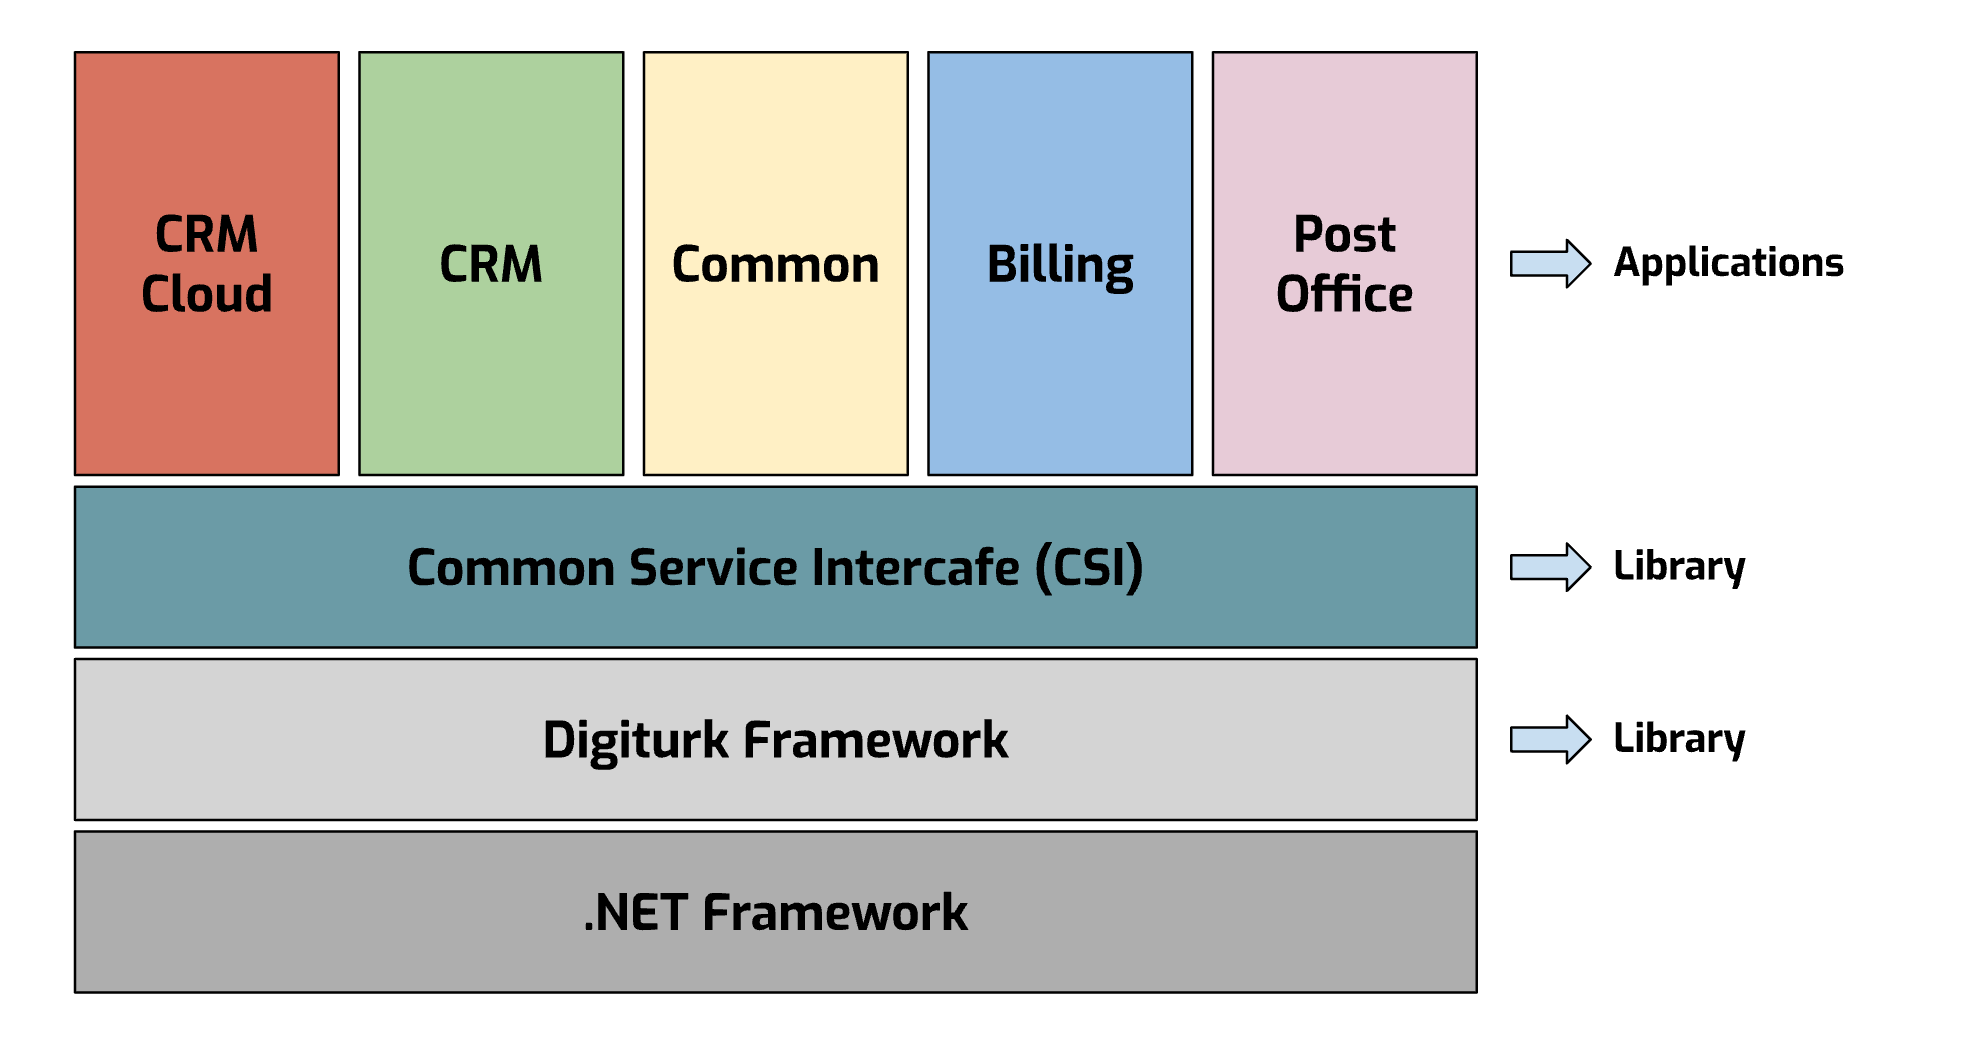 CRM
Cloud
CRM
Common
Billing
Post
Office
Applications
Common Service Intercafe (CSI)
Library
Digiturk Framework
Library
.NET Framework